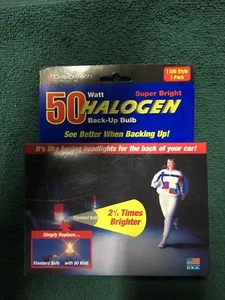 Super Bright
50 Watt
HALOGEN
Back-Up Bulb
1156 Style
1-Pack
See Better When Backing Up!
It's like having headlights for the back of your car!
Standard Bulb
2½ Times
Brighter
Simply Replace...
Standard Bulb with 50 Watt
U.S.A.